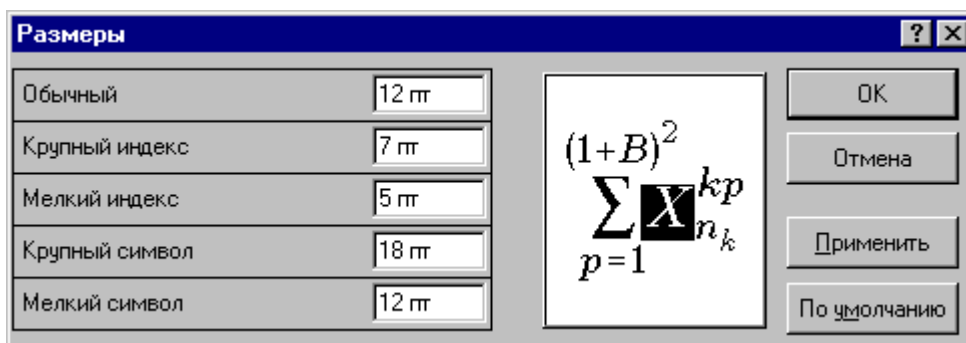 Размеры
Обычный 12 пт
Крупный индекс 7 пт
Мелкий индекс 5 пт
Крупный символ 18 пт
Мелкий символ 12 пт
(1+B)^2
∑ X n_k^kp
p=1
OK
Отмена
Применить
По умолчанию